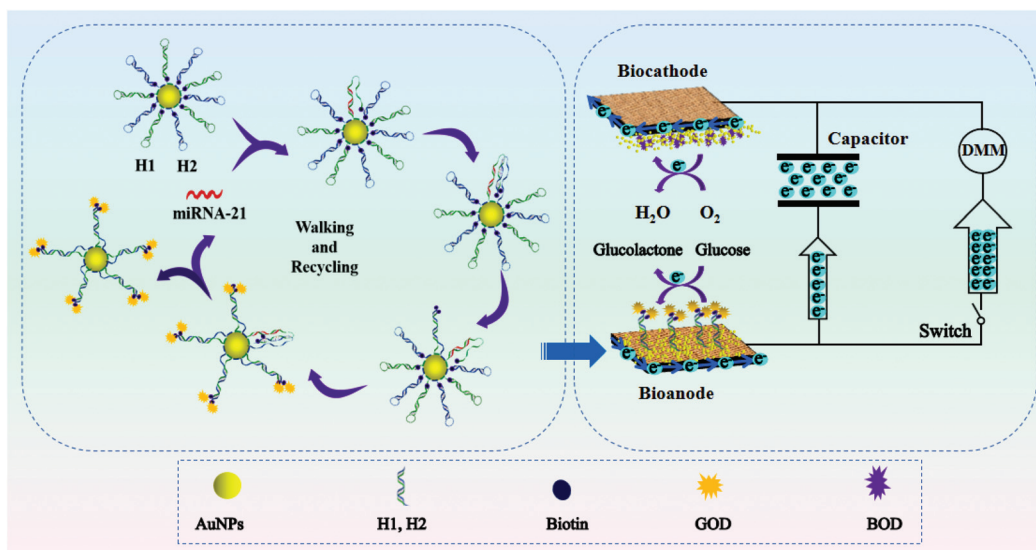 H1
H2
miRNA-21
Walking
and
Recycling
Biocathode
H₂O
O₂
Glucolactone
Glucose
e⁻
Bioanode
Capacitor
e⁻ e⁻ e⁻
e⁻ e⁻ e⁻ e⁻
e⁻ e⁻ e⁻
DMM
Switch
AuNPs
H1, H2
Biotin
GOD
BOD